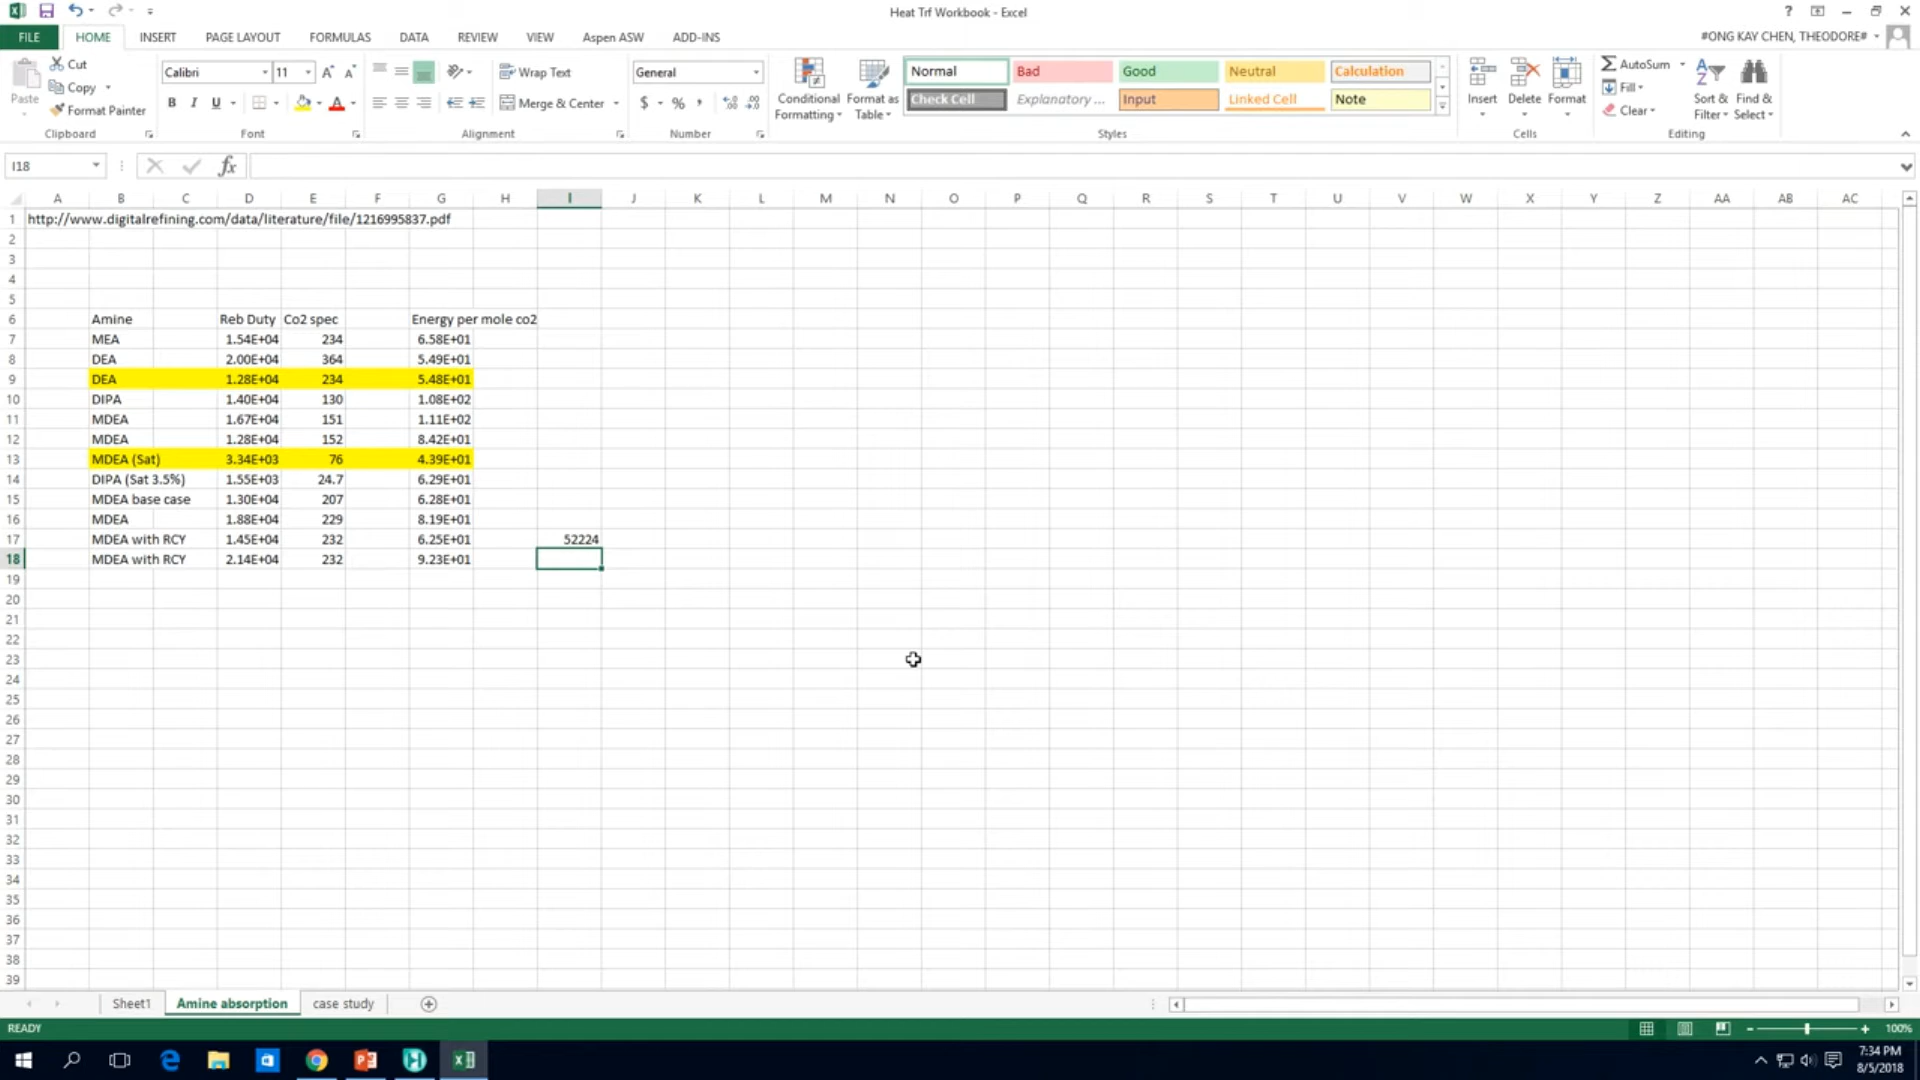 Heat Trf Workbook - Excel
?
FILE HOME INSERT PAGE LAYOUT FORMULAS DATA REVIEW VIEW Aspen ASW ADD-INS #ONG KAY CHEN, THEODORE#
Paste
Cut
Copy
Format Painter
Clipboard
Calibri 11 A A
B I U A
Font
Wrap Text
Merge & Center
Alignment
General
$ % ,
Number
Conditional Formatting
Format as Table
Normal Bad Good Neutral Calculation
Check Cell Explanatory ... Input Linked Cell Note
Styles
Insert Delete Format
Cells
AutoSum
Fill
Clear
Sort & Filter
Find & Select
Editing
I18 fx
A B C D E F G H I J K L M N O P Q R S T U V W X Y Z AA AB AC
1 http://www.digitalrefining.com/data/literature/file/1216995837.pdf
2
3
4
5
6 Amine Reb Duty Co2 spec Energy per mole co2
7 MEA 1.54E+04 234 6.58E+01
8 DEA 2.00E+04 364 5.49E+01
9 DEA 1.28E+04 234 5.48E+01
10 DIPA 1.40E+04 130 1.08E+02
11 MDEA 1.67E+04 151 1.11E+02
12 MDEA 1.28E+04 152 8.42E+01
13 MDEA (Sat) 3.34E+03 76 4.39E+01
14 DIPA (Sat 3.5%) 1.55E+03 24.7 6.29E+01
15 MDEA base case 1.30E+04 207 6.28E+01
16 MDEA 1.88E+04 229 8.19E+01
17 MDEA with RCY 1.45E+04 232 6.25E+01 52224
18 MDEA with RCY 2.14E+04 232 9.23E+01
19
20
21
22
23
24
25
26
27
28
29
30
31
32
33
34
35
36
37
38
39
Sheet1 Amine absorption case study
READY 100%
7:34 PM
8/5/2018